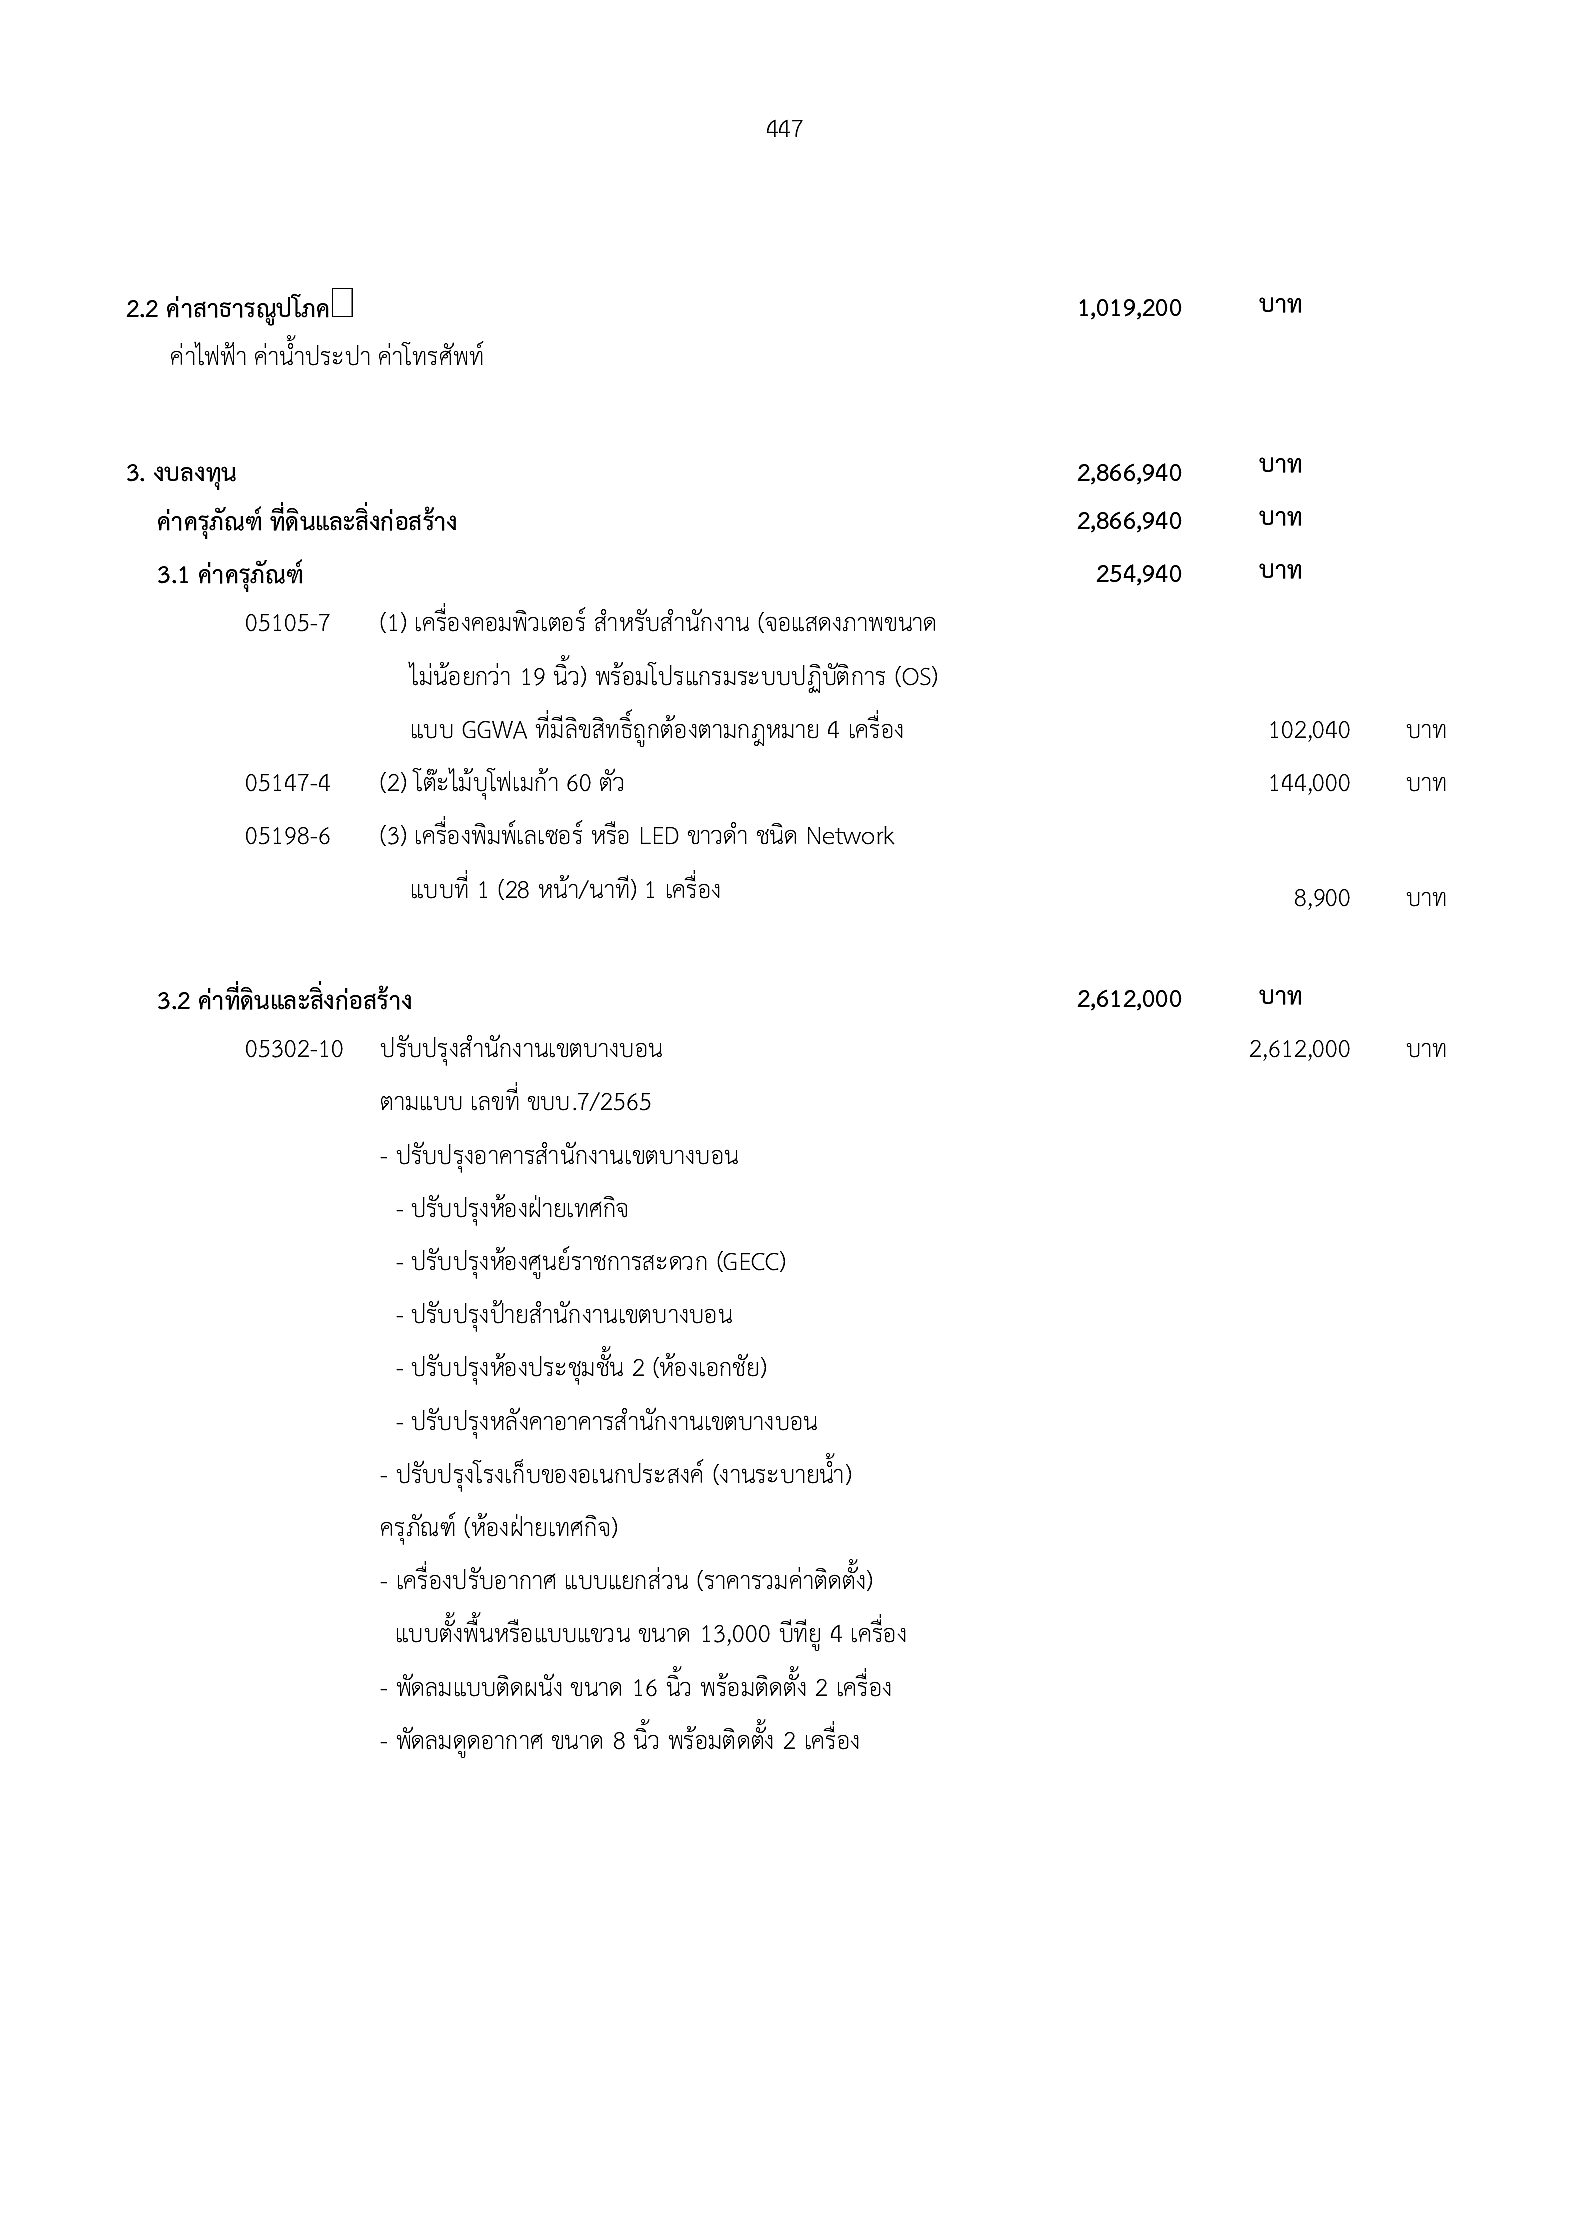 447
2.2 ค่าสาธารณูปโภค 1,019,200 บาท
ค่าไฟฟ้า ค่าน้ำประปา ค่าโทรศัพท์
3. งบลงทุน 2,866,940 บาท
ค่าครุภัณฑ์ ที่ดินและสิ่งก่อสร้าง 2,866,940 บาท
3.1 ค่าครุภัณฑ์ 254,940 บาท
05105-7 (1) เครื่องคอมพิวเตอร์ สำหรับสำนักงาน (จอแสดงภาพขนาด
ไม่น้อยกว่า 19 นิ้ว) พร้อมโปรแกรมระบบปฏิบัติการ (OS)
แบบ GGWA ที่มีลิขสิทธิ์ถูกต้องตามกฎหมาย 4 เครื่อง 102,040 บาท
05147-4 (2) โต๊ะไม้บุโฟเมก้า 60 ตัว 144,000 บาท
05198-6 (3) เครื่องพิมพ์เลเซอร์ หรือ LED ขาวดำ ชนิด Network
แบบที่ 1 (28 หน้า/นาที) 1 เครื่อง 8,900 บาท
3.2 ค่าที่ดินและสิ่งก่อสร้าง 2,612,000 บาท
05302-10 ปรับปรุงสำนักงานเขตบางบอน 2,612,000 บาท
ตามแบบ เลขที่ ขบบ.7/2565
- ปรับปรุงอาคารสำนักงานเขตบางบอน
- ปรับปรุงห้องฝ่ายเทศกิจ
- ปรับปรุงห้องศูนย์ราชการสะดวก (GECC)
- ปรับปรุงป้ายสำนักงานเขตบางบอน
- ปรับปรุงห้องประชุมชั้น 2 (ห้องเอกชัย)
- ปรับปรุงหลังคาอาคารสำนักงานเขตบางบอน
- ปรับปรุงโรงเก็บของอเนกประสงค์ (งานระบายน้ำ)
ครุภัณฑ์ (ห้องฝ่ายเทศกิจ)
- เครื่องปรับอากาศ แบบแยกส่วน (ราคารวมค่าติดตั้ง)
แบบตั้งพื้นหรือแบบแขวน ขนาด 13,000 บีทียู 4 เครื่อง
- พัดลมแบบติดผนัง ขนาด 16 นิ้ว พร้อมติดตั้ง 2 เครื่อง
- พัดลมดูดอากาศ ขนาด 8 นิ้ว พร้อมติดตั้ง 2 เครื่อง